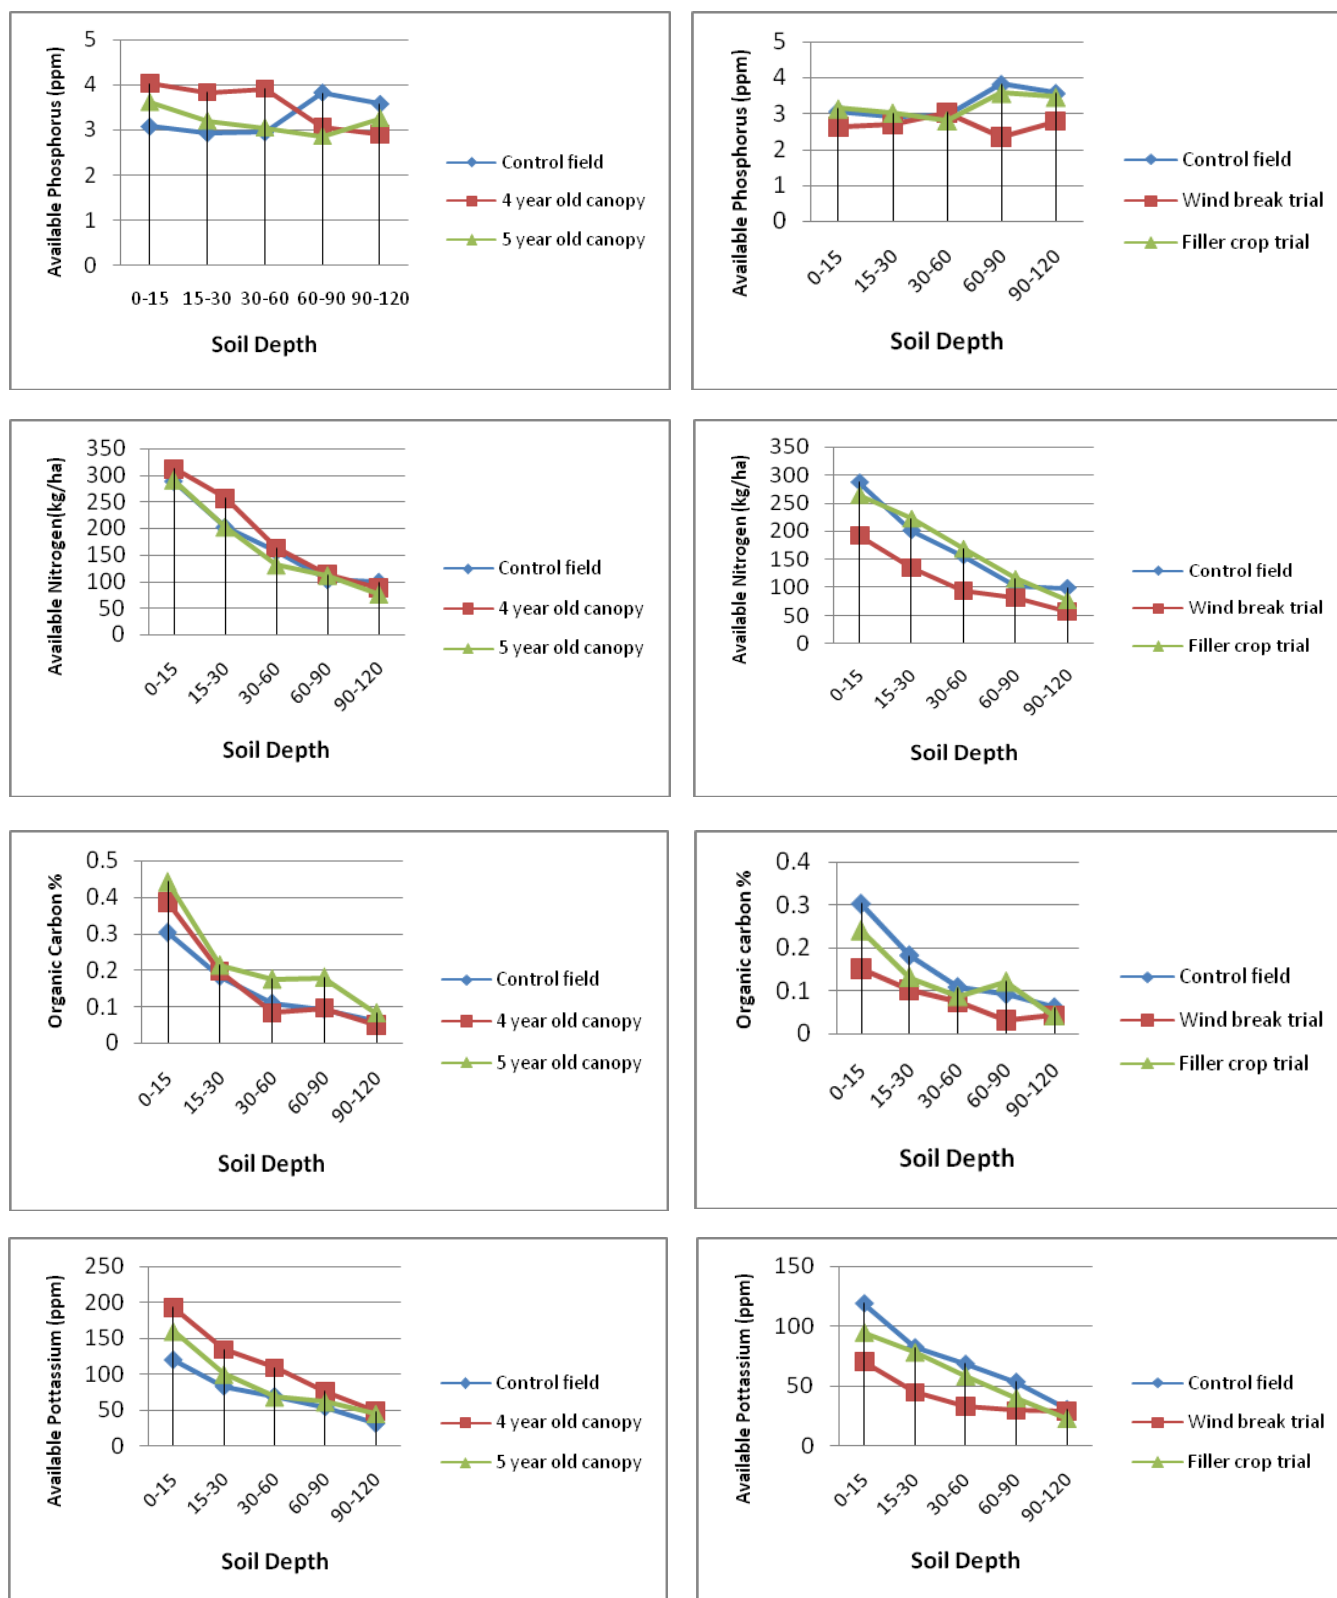 Available Phosphorus (ppm)
5
4
3
2
1
0
0-15 15-30 30-60 60-90 90-120
Soil Depth
Control field
4 year old canopy
5 year old canopy
Available Phosphorus (ppm)
5
4
3
2
1
0
0-15 15-30 30-60 60-90 90-120
Soil Depth
Control field
Wind break trial
Filler crop trial
Available Nitrogen(kg/ha)
350
300
250
200
150
100
50
0
0-15 15-30 30-60 60-90 90-120
Soil Depth
Control field
4 year old canopy
5 year old canopy
Available Nitrogen (kg/ha)
350
300
250
200
150
100
50
0
0-15 15-30 30-60 60-90 90-120
Soil Depth
Control field
Wind break trial
Filler crop trial
Organic Carbon %
0.5
0.4
0.3
0.2
0.1
0
0-15 15-30 30-60 60-90 90-120
Soil Depth
Control field
4 year old canopy
5 year old canopy
Organic carbon %
0.4
0.3
0.2
0.1
0
0-15 15-30 30-60 60-90 90-120
Soil Depth
Control field
Wind break trial
Filler crop trial
Available Pottassium (ppm)
250
200
150
100
50
0
0-15 15-30 30-60 60-90 90-120
Soil Depth
Control field
4 year old canopy
5 year old canopy
Available Pottassium (ppm)
150
100
50
0
0-15 15-30 30-60 60-90 90-120
Soil Depth
Control field
Wind break trial
Filler crop trial